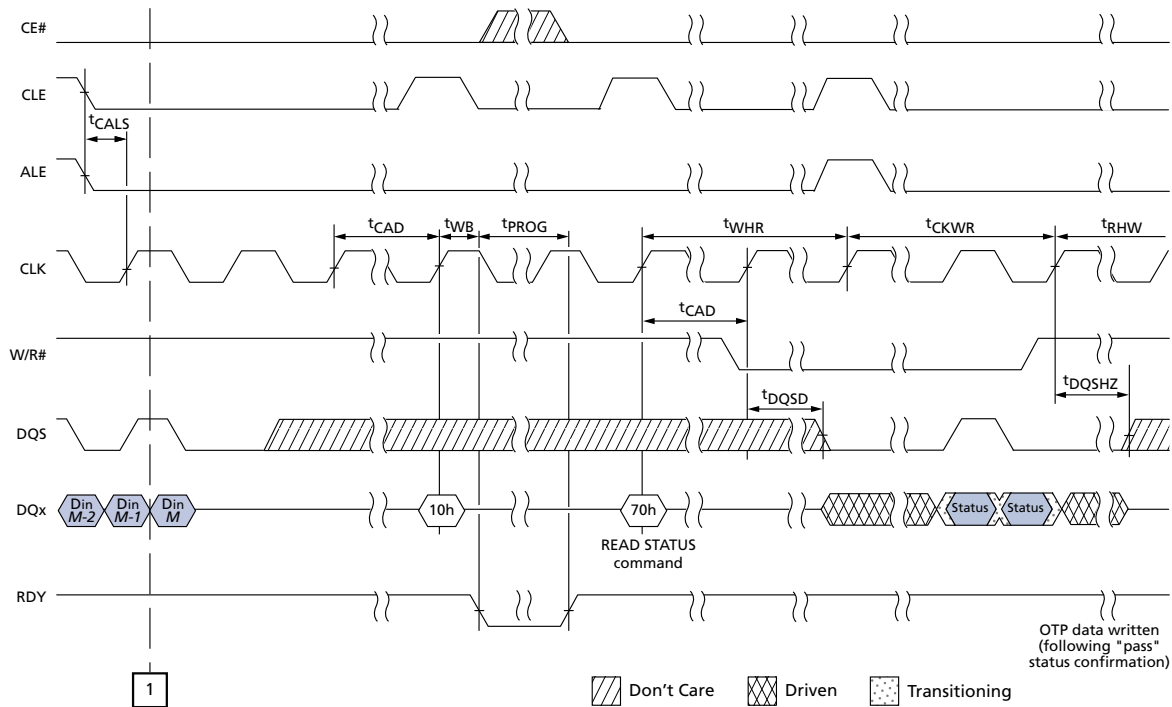 CE#
CLE
tCALS
ALE
tCAD
tWB
tPROG
tWHR
tCKWR
tRHW
CLK
tCAD
W/R#
tDQSD
tDQSHZ
DQS
Din M-2
Din M-1
Din M
DQx
10h
70h
Status
Status
READ STATUS
command
RDY
OTP data written
(following "pass"
status confirmation)
1
Don't Care
Driven
Transitioning